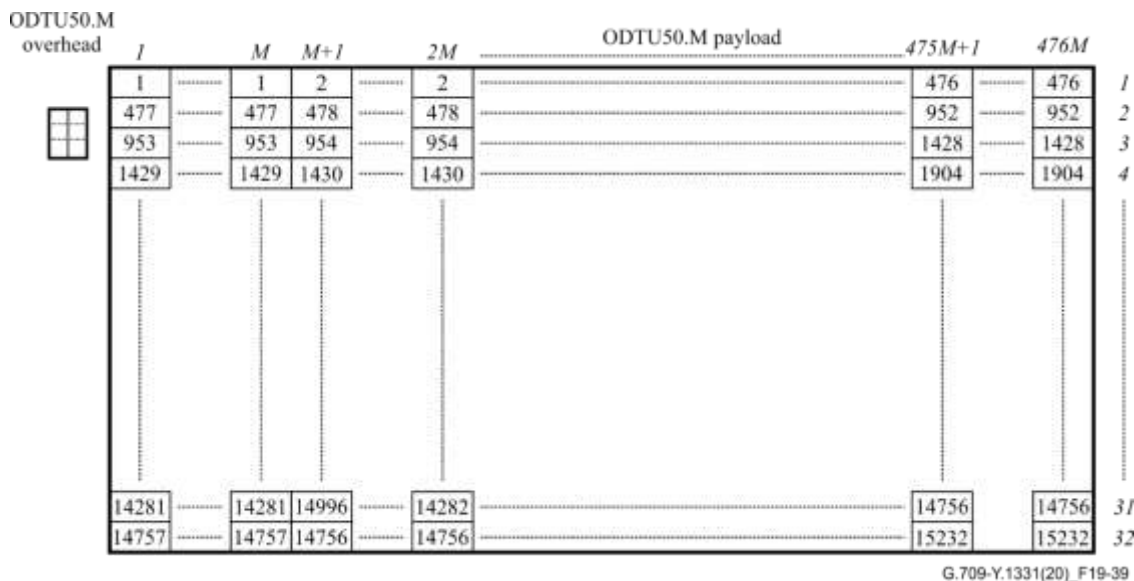 ODTU50.M
overhead
1 M M+1 2M ODTU50.M payload 475M+1 476M
1 1 2 2 476 476 1
477 477 478 478 952 952 2
953 953 954 954 1428 1428 3
1429 1429 1430 1430 1904 1904 4
14281 14281 14996 14282 14756 14756 31
14757 14757 14756 14756 15232 15232 32
G.709-Y.1331(20)_F19-39